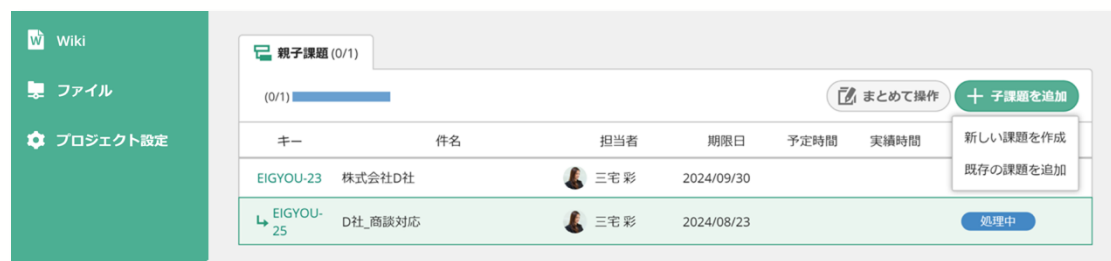 Wiki
ファイル
プロジェクト設定
親子課題 (0/1)
(0/1)
まとめて操作
+ 子課題を追加
新しい課題を作成
既存の課題を追加
キー 件名 担当者 期限日 予定時間 実績時間
EIGYOU-23 株式会社D社 三宅 彩 2024/09/30
EIGYOU-
25 D社_商談対応 三宅 彩 2024/08/23 処理中